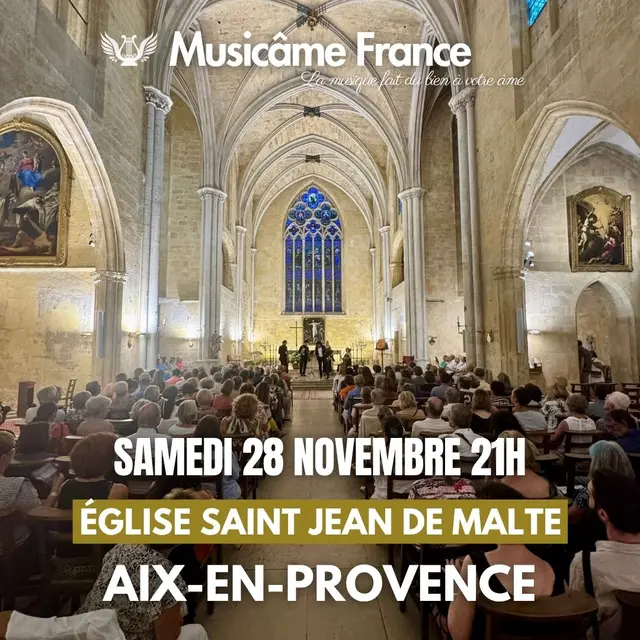 Musicâme France
La musique fait du bien à votre âme
SAMEDI 28 NOVEMBRE 21H
ÉGLISE SAINT JEAN DE MALTE
AIX-EN-PROVENCE